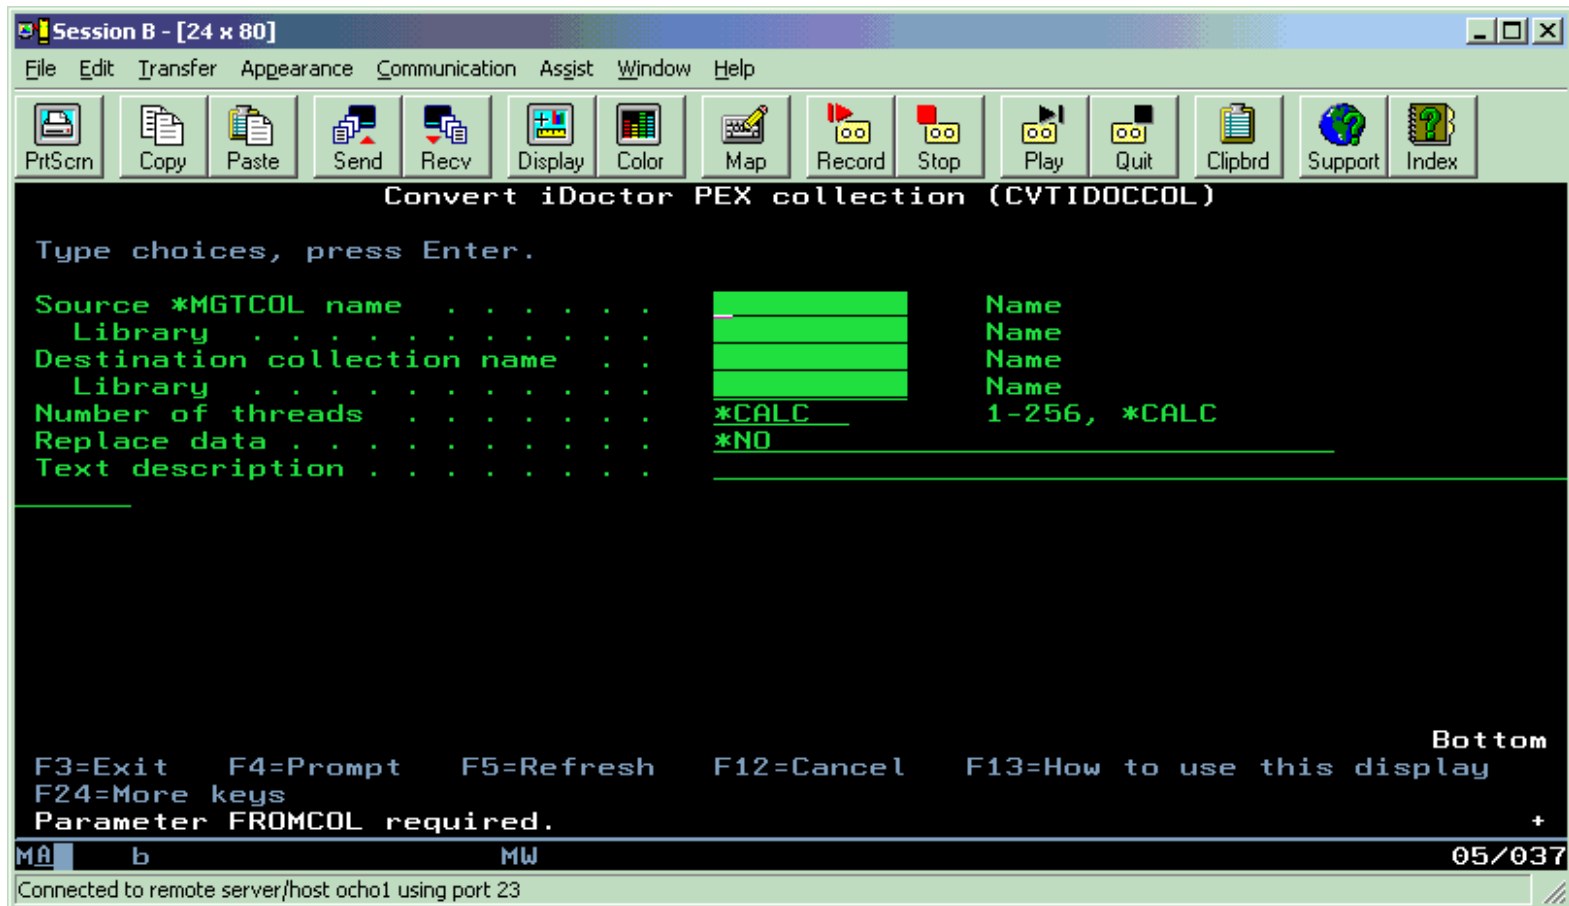 Session B - [24 x 80]
File Edit Transfer Appearance Communication Assist Window Help
PrtScrn Copy Paste Send Recv Display Color Map Record Stop Play Quit Clipbrd Support Index
Convert iDoctor PEX collection (CVTIDOCCOL)
Type choices, press Enter.
Source *MGTCOL name . . . . . . Name
Library . . . . . . . . . . . Name
Destination collection name . . Name
Library . . . . . . . . . . . Name
Number of threads . . . . . . . *CALC 1-256, *CALC
Replace data . . . . . . . . . . *NO
Text description . . . . . . . .
Bottom
F3=Exit F4=Prompt F5=Refresh F12=Cancel F13=How to use this display
F24=More keys
Parameter FROMCOL required. +
MA b MW 05/037
Connected to remote server/host ocho1 using port 23